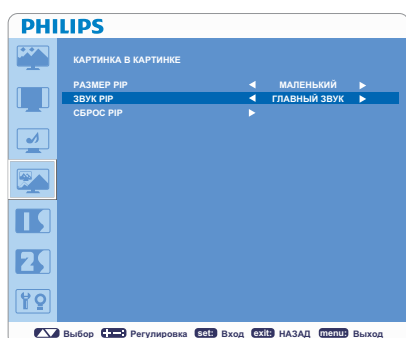 PHILIPS
КАРТИНКА В КАРТИНКЕ
РАЗМЕР PIP МАЛЕНЬКИЙ
ЗВУК PIP ГЛАВНЫЙ ЗВУК
СБРОС PIP
Выбор Регулировка set: Вход exit: НАЗАД menu: Выход